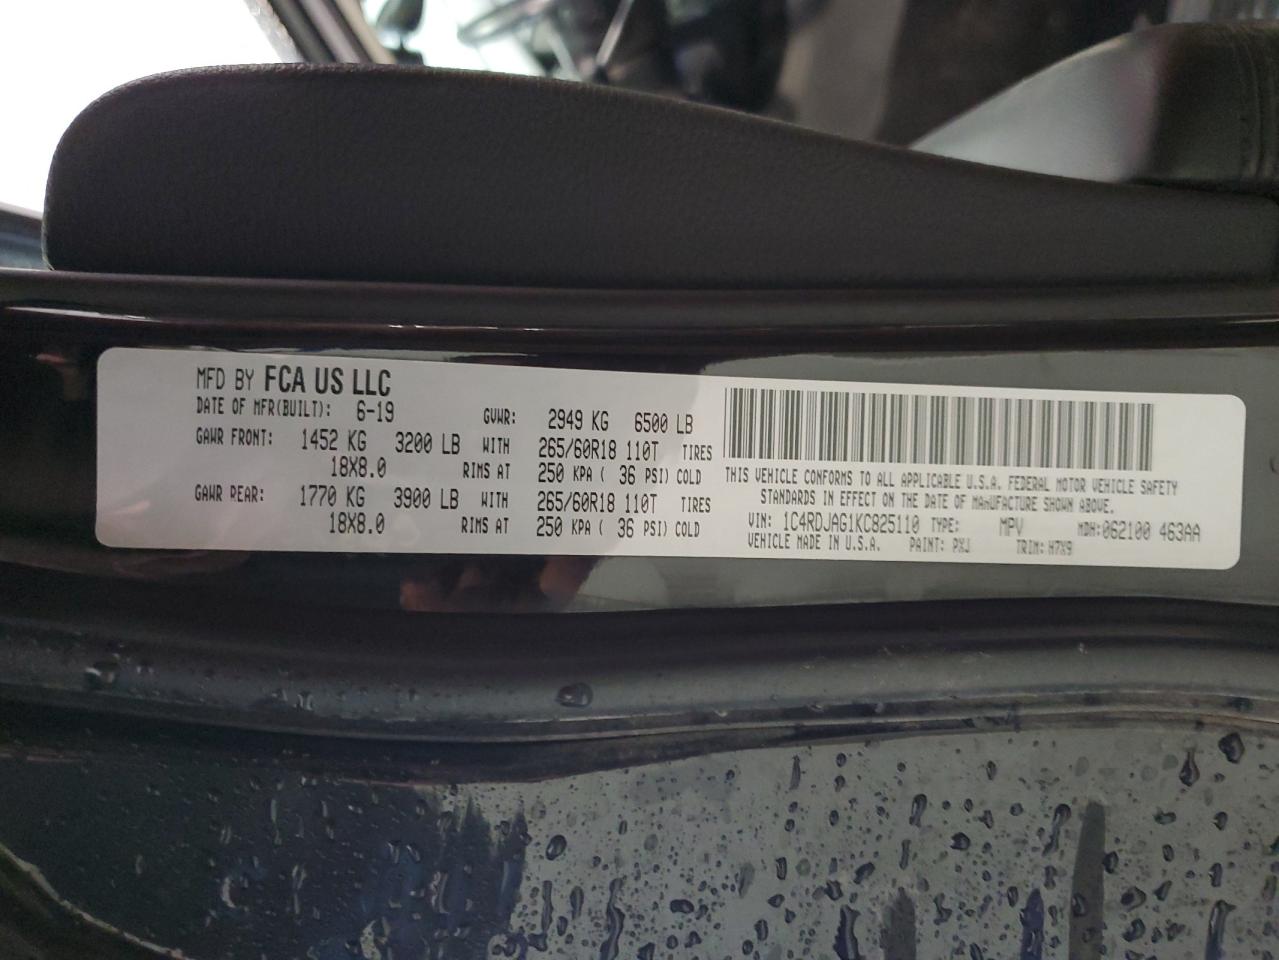 MFD BY FCA US LLC
DATE OF MFR(BUILT): 6-19 GVWR: 2949 KG 6500 LB
GAWR FRONT: 1452 KG 3200 LB WITH 265/60R18 110T TIRES
18X8.0 RIMS AT 250 KPA ( 36 PSI) COLD
GAWR REAR: 1770 KG 3900 LB WITH 265/60R18 110T TIRES
18X8.0 RIMS AT 250 KPA ( 36 PSI) COLD
THIS VEHICLE CONFORMS TO ALL APPLICABLE U.S.A. FEDERAL MOTOR VEHICLE SAFETY
STANDARDS IN EFFECT ON THE DATE OF MANUFACTURE SHOWN ABOVE.
VIN: 1C4RDJAG1KC825110 TYPE: MPV MDH:062100 463AA
VEHICLE MADE IN U.S.A. PAINT: PXJ TRIM: H7X9